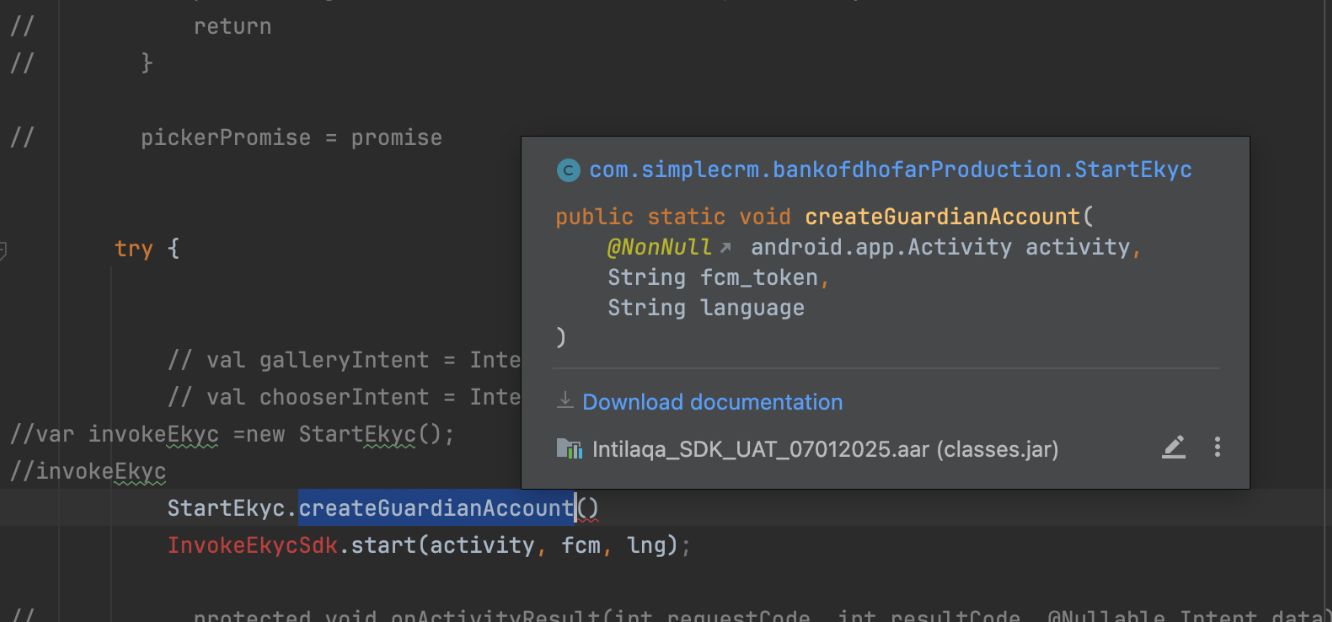 // return
// }
// pickerPromise = promise
com.simplecrm.bankofdhofarProduction.StartEkyc
public static void createGuardianAccount(
@NonNull↗ android.app.Activity activity,
String fcm_token,
String language
)
try {
// val galleryIntent = Inte
// val chooserIntent = Inte
Download documentation
//var invokeEkyc =new StartEkyc();
Intilaqa_SDK_UAT_07012025.aar (classes.jar)
//invokeEkyc
StartEkyc.createGuardianAccount()
InvokeEkycSdk.start(activity, fcm, lng);
// protected void onActivityResult(int requestCode, int resultCode, @Nullable Intent data)